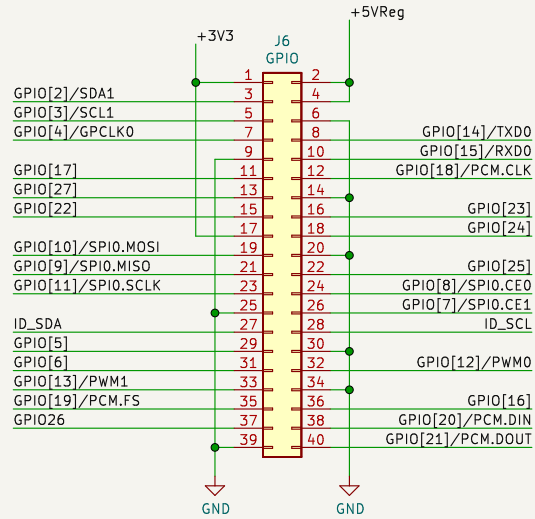 +5VReg
+3V3
J6
GPIO
1 2
GPIO[2]/SDA1 3 4
GPIO[3]/SCL1 5 6
GPIO[4]/GPCLK0 7 8 GPIO[14]/TXD0
9 10 GPIO[15]/RXD0
GPIO[17] 11 12 GPIO[18]/PCM.CLK
GPIO[27] 13 14
GPIO[22] 15 16 GPIO[23]
17 18 GPIO[24]
GPIO[10]/SPI0.MOSI 19 20
GPIO[9]/SPI0.MISO 21 22 GPIO[25]
GPIO[11]/SPI0.SCLK 23 24 GPIO[8]/SPI0.CE0
25 26 GPIO[7]/SPI0.CE1
ID_SDA 27 28 ID_SCL
GPIO[5] 29 30
GPIO[6] 31 32 GPIO[12]/PWM0
GPIO[13]/PWM1 33 34
GPIO[19]/PCM.FS 35 36 GPIO[16]
GPIO26 37 38 GPIO[20]/PCM.DIN
39 40 GPIO[21]/PCM.DOUT
GND GND